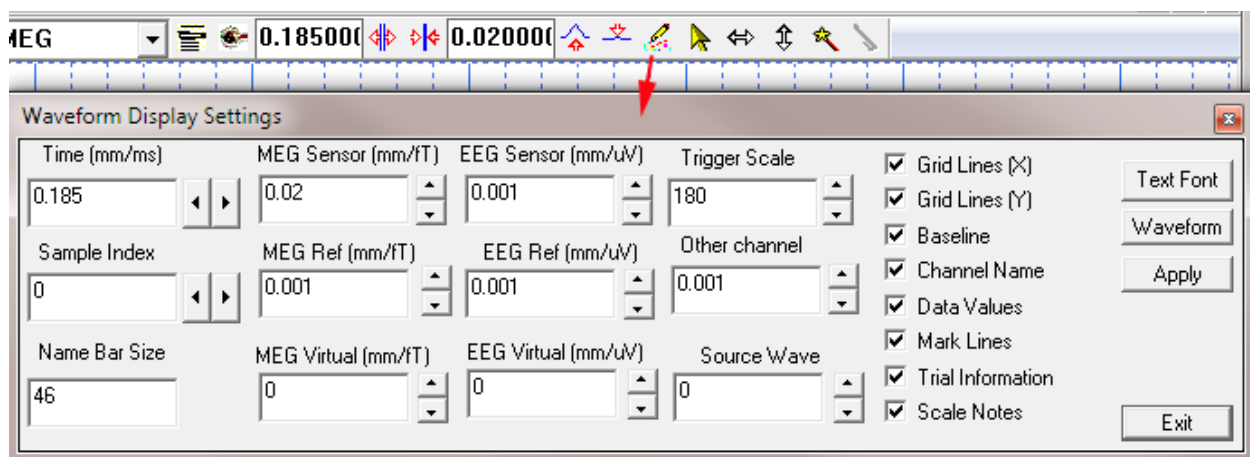 MEG 0.185000 0.020000
Waveform Display Settings
Time (mm/ms) MEG Sensor (mm/fT) EEG Sensor (mm/uV) Trigger Scale
0.185 0.02 0.001 180
Sample Index MEG Ref (mm/fT) EEG Ref (mm/uV) Other channel
0 0.001 0.001 0.001
Name Bar Size MEG Virtual (mm/fT) EEG Virtual (mm/uV) Source Wave
46 0 0 0
Grid Lines (X)
Grid Lines (Y)
Baseline
Channel Name
Data Values
Mark Lines
Trial Information
Scale Notes
Text Font
Waveform
Apply
Exit